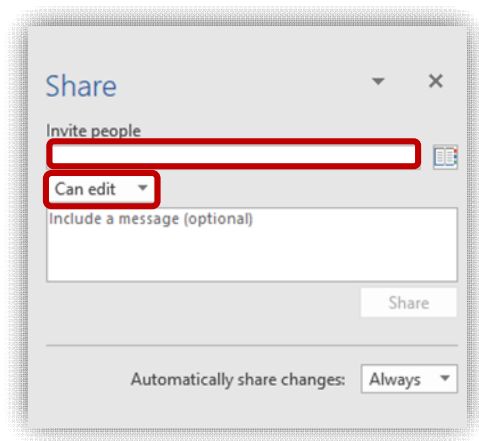 Share
Invite people
Can edit
Include a message (optional)
Share
Automatically share changes: Always